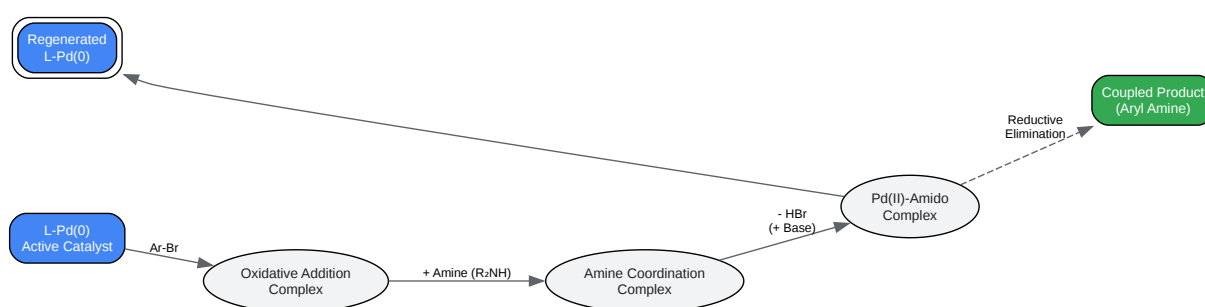 Regenerated
L-Pd(0)
Coupled Product
(Aryl Amine)
Reductive
Elimination
Pd(II)-Amido
Complex
- HBr
(+ Base)
L-Pd(0)
Active Catalyst
Ar-Br
Oxidative Addition
Complex
+ Amine (R₂NH)
Amine Coordination
Complex